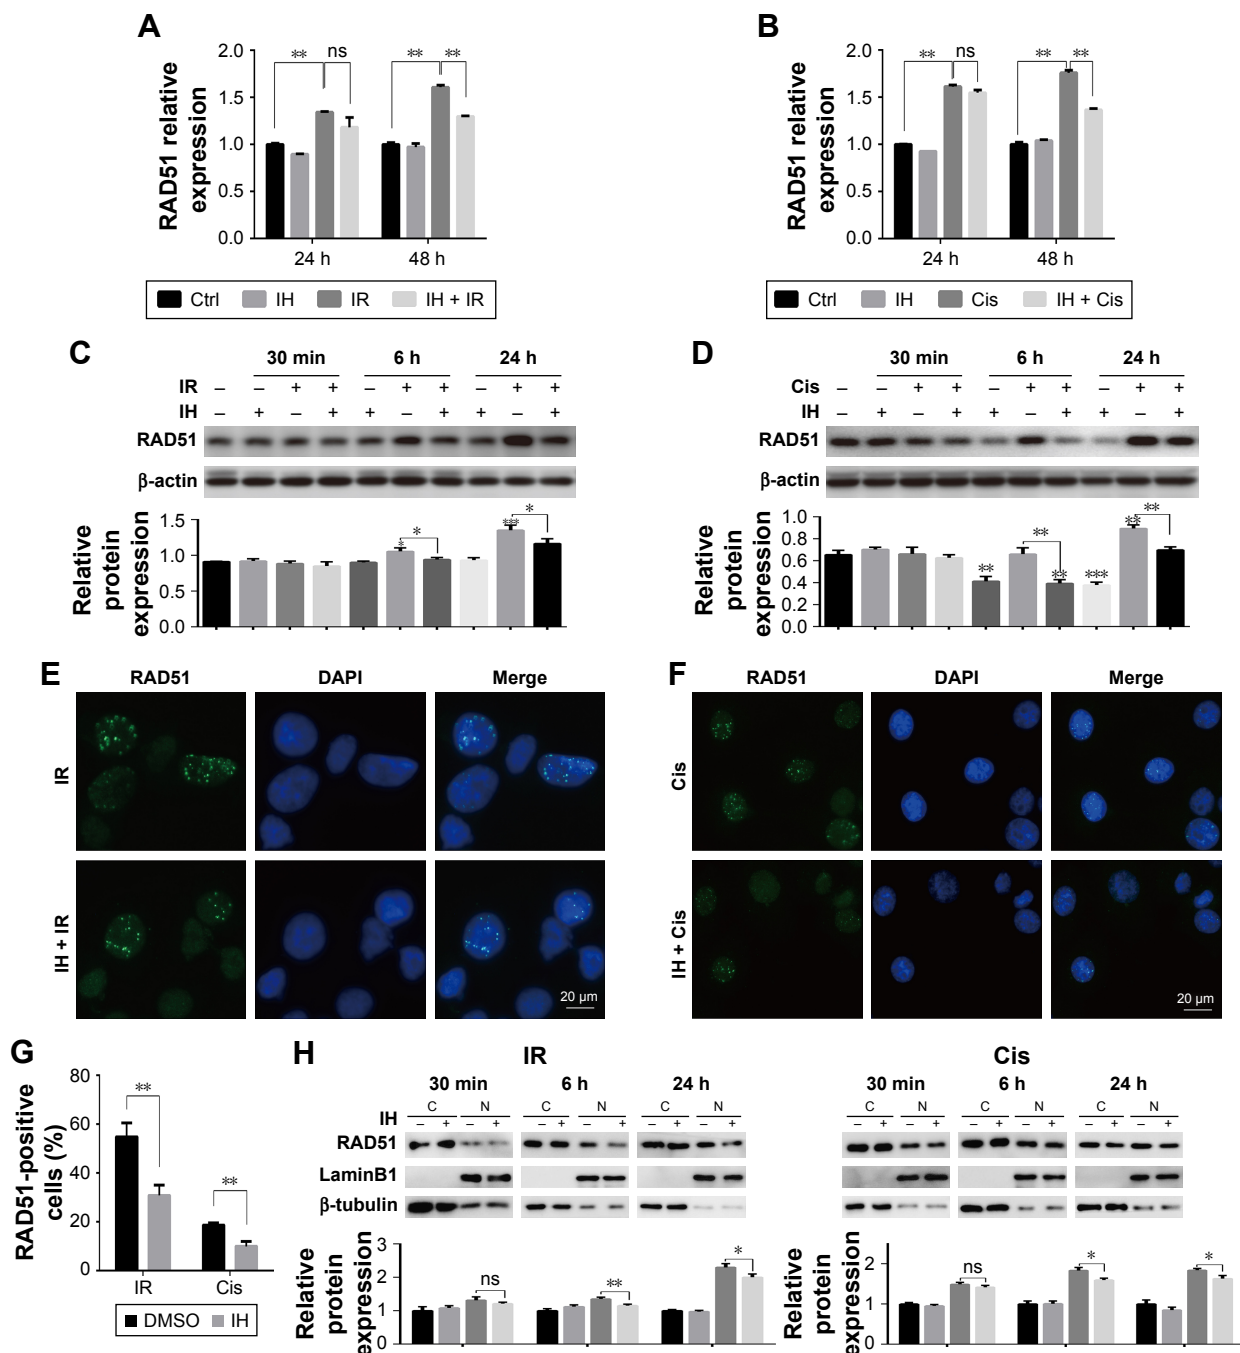 A
RAD51 relative
expression
2.0
1.5
1.0
0.5
0.0
** ns ** **
24 h 48 h
Ctrl IH IR IH + IR
B
RAD51 relative
expression
2.0
1.5
1.0
0.5
0.0
** ns ** **
24 h 48 h
Ctrl IH Cis IH + Cis
C
30 min 6 h 24 h
IR – – + + – + + – + +
IH – + – + + – + + – +
RAD51
β-actin
Relative
protein
expression
1.5
1.0
0.5
0.0
* * *** *
D
30 min 6 h 24 h
Cis – – + + – + + – + +
IH – + – + + – + + – +
RAD51
β-actin
Relative
protein
expression
1.0
0.8
0.6
0.4
0.2
0.0
** ** ** *** ** **
E
RAD51 DAPI Merge
IR
IH + IR
20 µm
F
RAD51 DAPI Merge
Cis
IH + Cis
20 µm
G
RAD51-positive
cells (%)
80
60
40
20
0
** **
IR Cis
DMSO IH
H
IR Cis
30 min 6 h 24 h 30 min 6 h 24 h
C N C N C N C N C N C N
IH – + – + – + – + – + – + – + – + – + – + – + – +
RAD51
LaminB1
β-tubulin
Relative
protein
expression
3
2
1
0
ns ** *
Relative
protein
expression
2
1
0
ns * *